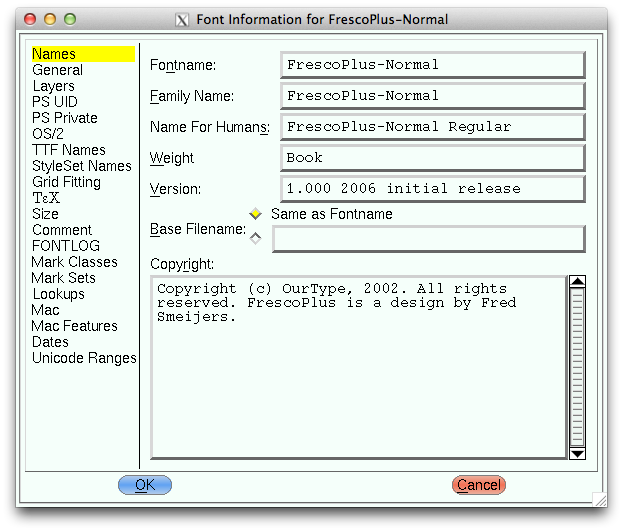 Font Information for FrescoPlus-Normal
Names
General
Layers
PS UID
PS Private
OS/2
TTF Names
StyleSet Names
Grid Fitting
ΤεΧ
Size
Comment
FONTLOG
Mark Classes
Mark Sets
Lookups
Mac
Mac Features
Dates
Unicode Ranges
Fontname: FrescoPlus-Normal
Family Name: FrescoPlus-Normal
Name For Humans: FrescoPlus-Normal Regular
Weight Book
Version: 1.000 2006 initial release
Same as Fontname
Base Filename:
Copyright:
Copyright (c) OurType, 2002. All rights
reserved. FrescoPlus is a design by Fred
Smeijers.
OK Cancel